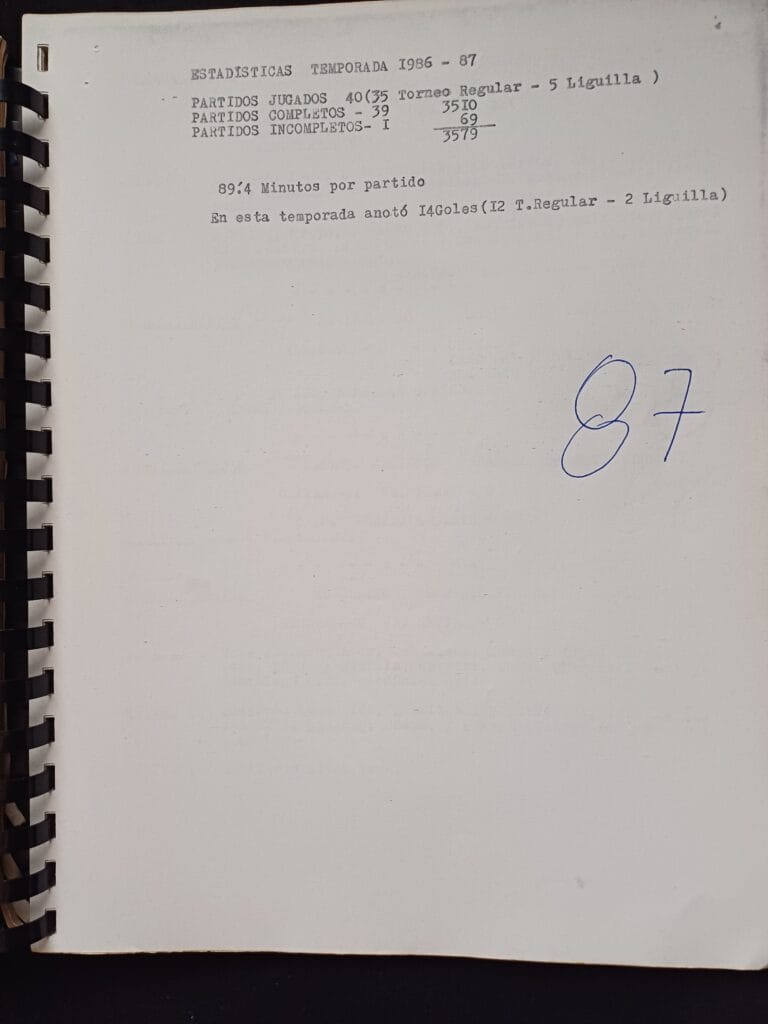 ESTADÍSTICAS TEMPORADA I986 - 87
PARTIDOS JUGADOS 40(35 Torneo Regular - 5 Liguilla )
PARTIDOS COMPLETOS - 39 35I0
PARTIDOS INCOMPLETOS- I 69
3579
89:4 Minutos por partido
En esta temporada anotó I4Goles(I2 T.Regular - 2 Liguilla)
87